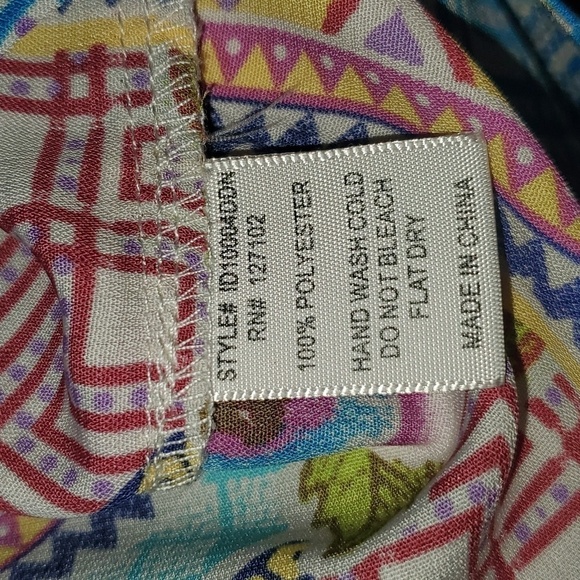 STYLE# ID10004DDN
RN# 127102
100% POLYESTER
HAND WASH COLD
DO NOT BLEACH
FLAT DRY
MADE IN CHINA